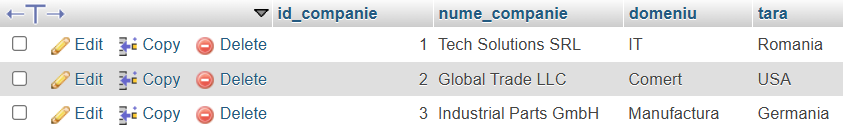 id_companie nume_companie domeniu tara
Edit Copy Delete 1 Tech Solutions SRL IT Romania
Edit Copy Delete 2 Global Trade LLC Comert USA
Edit Copy Delete 3 Industrial Parts GmbH Manufactura Germania